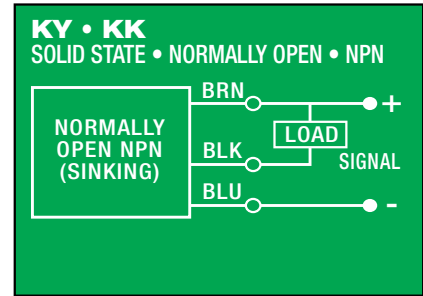 KY • KK
SOLID STATE • NORMALLY OPEN • NPN
BRN
+
NORMALLY
OPEN NPN
(SINKING)
LOAD
BLK
SIGNAL
BLU
-